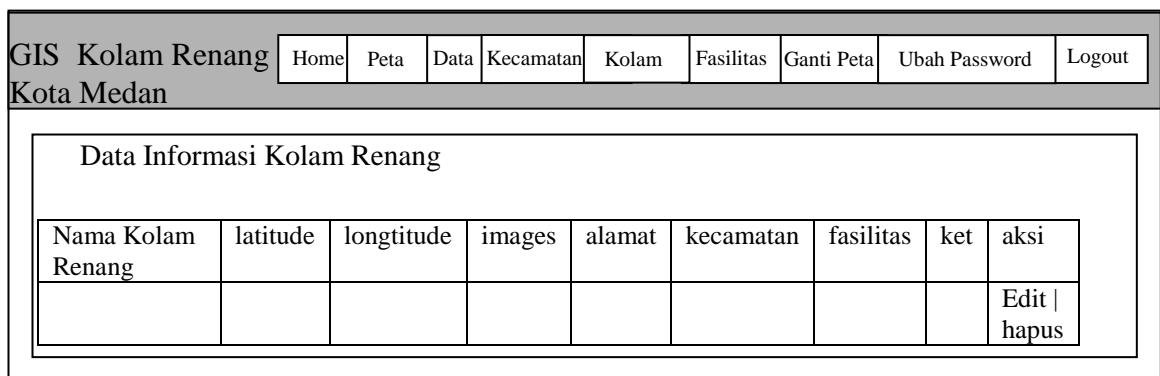 GIS Kolam Renang
Kota Medan
Home Peta Data Kecamatan Kolam Fasilitas Ganti Peta Ubah Password Logout
Data Informasi Kolam Renang
Nama Kolam latitude longtitude images alamat kecamatan fasilitas ket aksi
Renang
Edit |
hapus